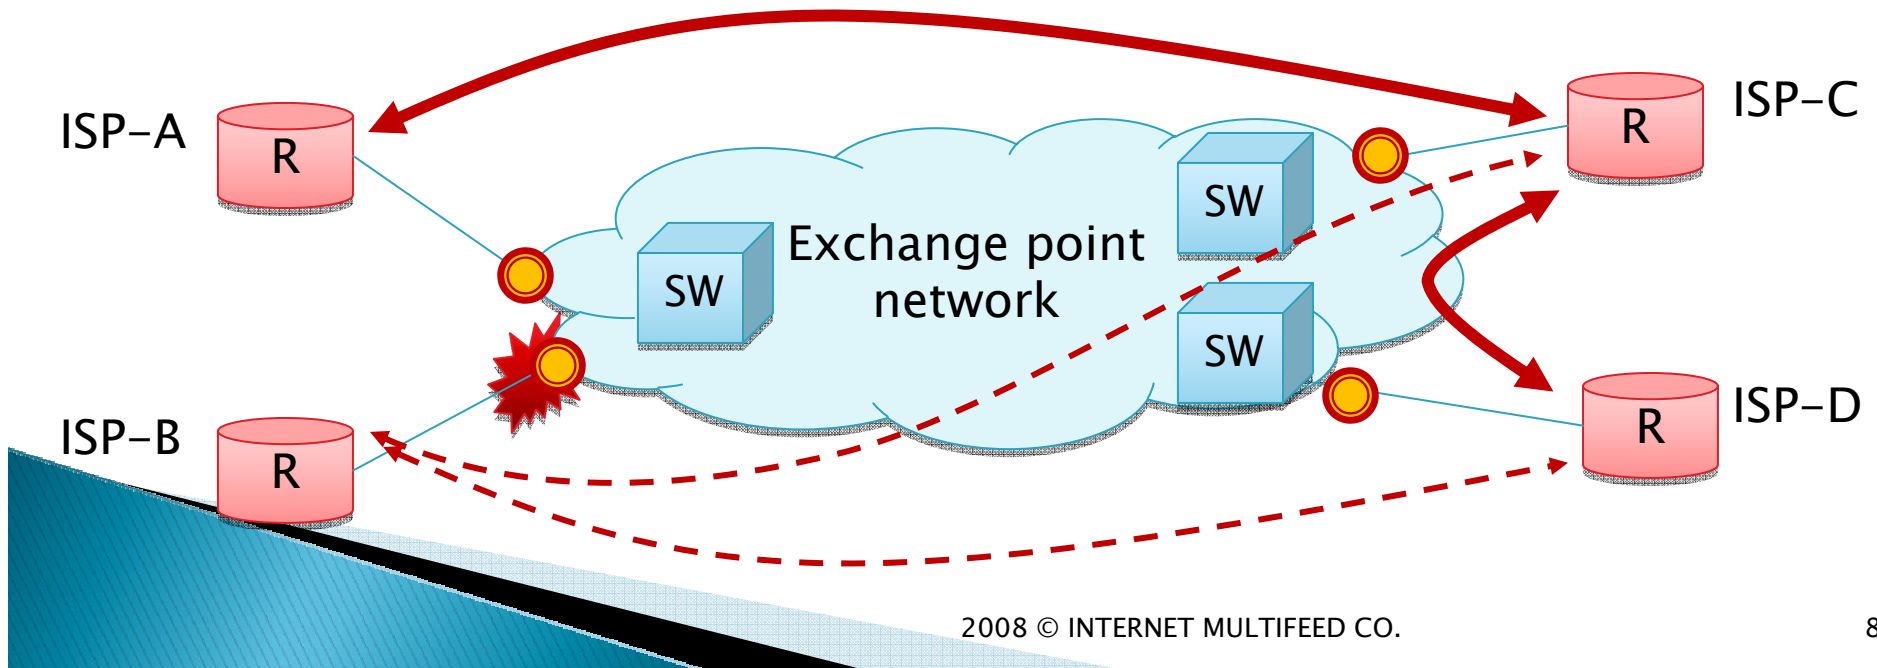 ISP-A
R
ISP-B
R
SW
Exchange point
network
SW
SW
R
ISP-C
R
ISP-D
2008 © INTERNET MULTIFEED CO.
8